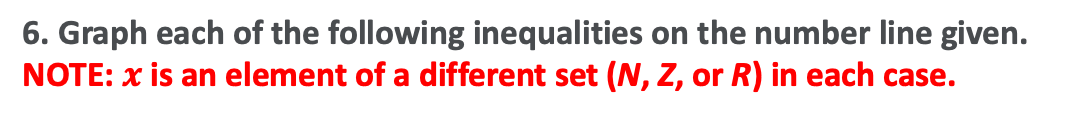 6. Graph each of the following inequalities on the number line given.
NOTE: x is an element of a different set (N, Z, or R) in each case.